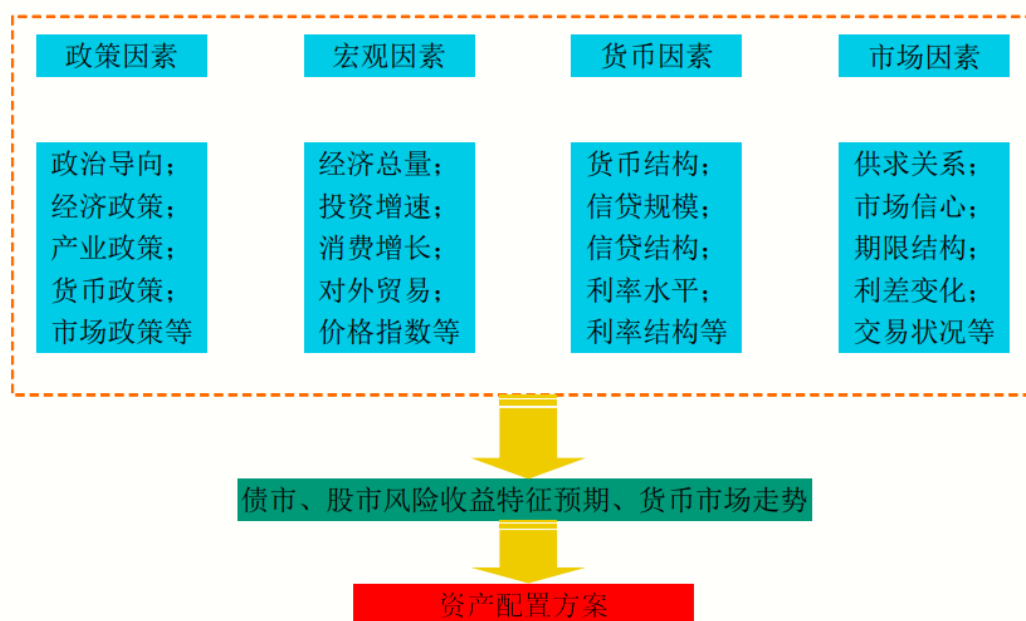 政策因素
宏观因素
货币因素
市场因素
政治导向；
经济政策；
产业政策；
货币政策；
市场政策等
经济总量；
投资增速；
消费增长；
对外贸易；
价格指数等
货币结构；
信贷规模；
信贷结构；
利率水平；
利率结构等
供求关系；
市场信心；
期限结构；
利差变化；
交易状况等
债市、股市风险收益特征预期、货币市场走势
资产配置方案